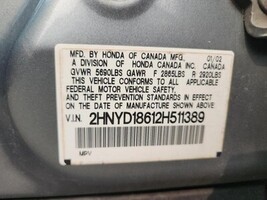 MFD. BY HONDA OF CANADA MFG. 01/02
A DIVISION OF HONDA CANADA INC., CANADA
GVWR 5690LBS GAWR F 2865LBS R 2920LBS
THIS VEHICLE CONFORMS TO ALL APPLICABLE
FEDERAL MOTOR VEHICLE SAFETY
AND THEFT PREVENTION STANDARDS IN EFFECT ON THE
DATE OF MANUFACTURE SHOWN ABOVE.
V.I.N. 2HNYD18612H511389
MPV